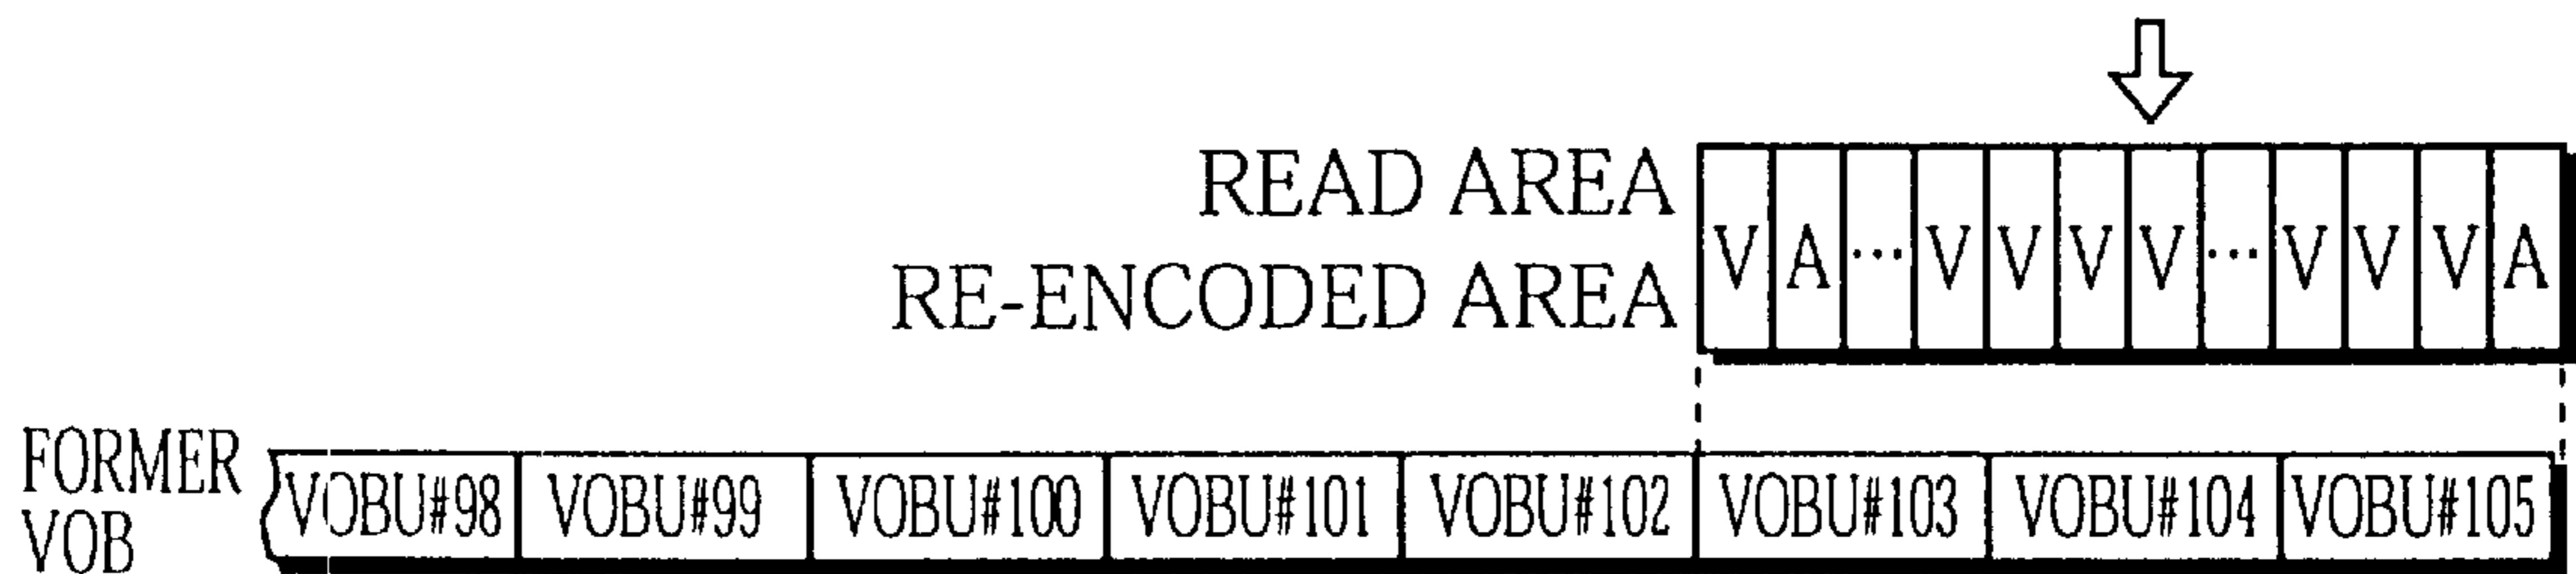 READ AREA
RE-ENCODED AREA
V A ... V V V V ... V V V A
FORMER
VOB
VOBU#98 VOBU#99 VOBU#100 VOBU#101 VOBU#102 VOBU#103 VOBU#104 VOBU#105